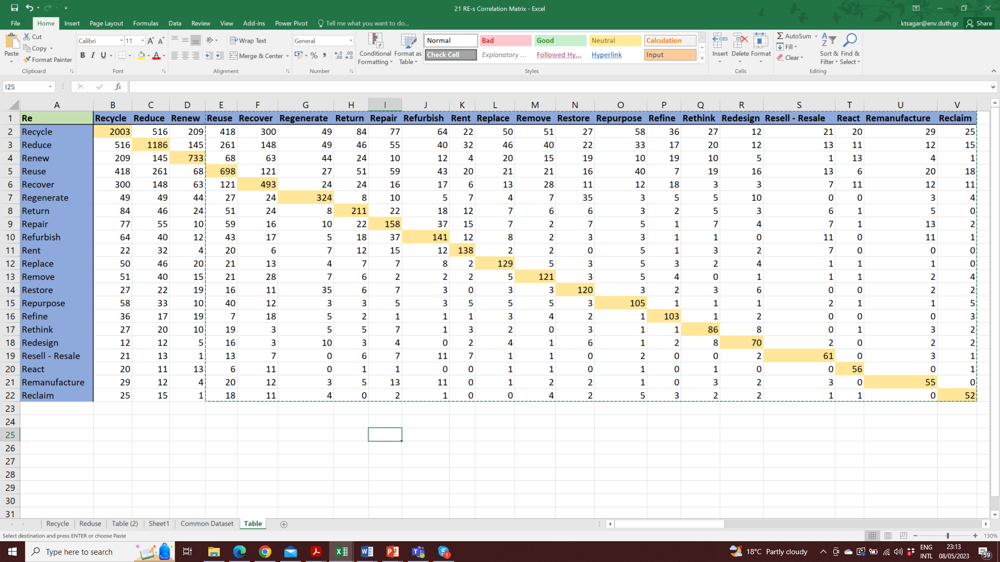 21 RE-s Correlation Matrix - Excel
File Home Insert Page Layout Formulas Data Review View Add-ins Power Pivot Tell me what you want to do... ktsagar@env.duth.gr Share
Paste Cut Copy Format Painter Clipboard
Calibri 11 B I U Font
Wrap Text Merge & Center Alignment
General % Number
Conditional Formatting Format as Table
Normal Bad Good Neutral Calculation
Check Cell Explanatory ... Followed Hy... Hyperlink Input
Styles
Insert Delete Format Cells
AutoSum Fill Clear Sort & Filter Find & Select Editing
I25 fx
A B C D E F G H I J K L M N O P Q R S T U V
1 Re Recycle Reduce Renew Reuse Recover Regenerate Return Repair Refurbish Rent Replace Remove Restore Repurpose Refine Rethink Redesign Resell - Resale React Remanufacture Reclaim
2 Recycle 2003 516 209 418 300 49 84 77 64 22 50 51 27 58 36 27 12 21 20 29 25
3 Reduce 516 1186 145 261 148 49 46 55 40 32 46 40 22 33 17 20 12 13 11 12 15
4 Renew 209 145 733 68 63 44 24 10 12 4 20 15 19 10 19 10 5 1 13 4 1
5 Reuse 418 261 68 698 121 27 51 59 43 20 21 21 16 40 7 19 16 13 6 20 18
6 Recover 300 148 63 121 493 24 24 16 17 6 13 28 11 12 18 3 3 7 11 12 11
7 Regenerate 49 49 44 27 24 324 8 10 5 7 4 7 35 3 5 5 10 0 0 3 4
8 Return 84 46 24 51 24 8 211 22 18 12 7 6 6 3 2 5 3 6 1 5 0
9 Repair 77 55 10 59 16 10 22 158 37 15 7 2 7 5 1 7 4 7 1 13 2
10 Refurbish 64 40 12 43 17 5 18 37 141 12 8 2 3 3 1 1 0 11 0 11 1
11 Rent 22 32 4 20 6 7 12 15 12 138 2 2 0 5 1 3 2 7 0 0 0
12 Replace 50 46 20 21 13 4 7 7 8 2 129 5 3 5 3 2 4 1 1 1 0
13 Remove 51 40 15 21 28 7 6 2 2 2 5 121 3 5 4 0 1 1 1 2 4
14 Restore 27 22 19 16 11 35 6 7 3 0 3 3 120 3 2 3 6 0 0 2 2
15 Repurpose 58 33 10 40 12 3 3 5 3 5 5 5 3 105 1 1 1 2 1 1 5
16 Refine 36 17 19 7 18 5 2 1 1 1 3 4 2 1 103 1 2 0 0 0 3
17 Rethink 27 20 10 19 3 5 5 7 1 3 2 0 3 1 1 86 8 0 1 3 2
18 Redesign 12 12 5 16 3 10 3 4 0 2 4 1 6 1 2 8 70 2 0 2 2
19 Resell - Resale 21 13 1 13 7 0 6 7 11 7 1 1 0 2 0 0 2 61 0 3 1
20 React 20 11 13 6 11 0 1 1 0 0 1 1 0 1 0 1 0 0 56 0 1
21 Remanufacture 29 12 4 20 12 3 5 13 11 0 1 2 2 1 0 3 2 3 0 55 0
22 Reclaim 25 15 1 18 11 4 0 2 1 0 0 4 2 5 3 2 2 1 1 0 52
23
24
25
26
27
28
29
30
31
Recycle Reduse Table (2) Sheet1 Common Dataset Table
Select destination and press ENTER or choose Paste 130%
Type here to search 18°C Partly cloudy ENG INTL 23:13 08/05/2023 59